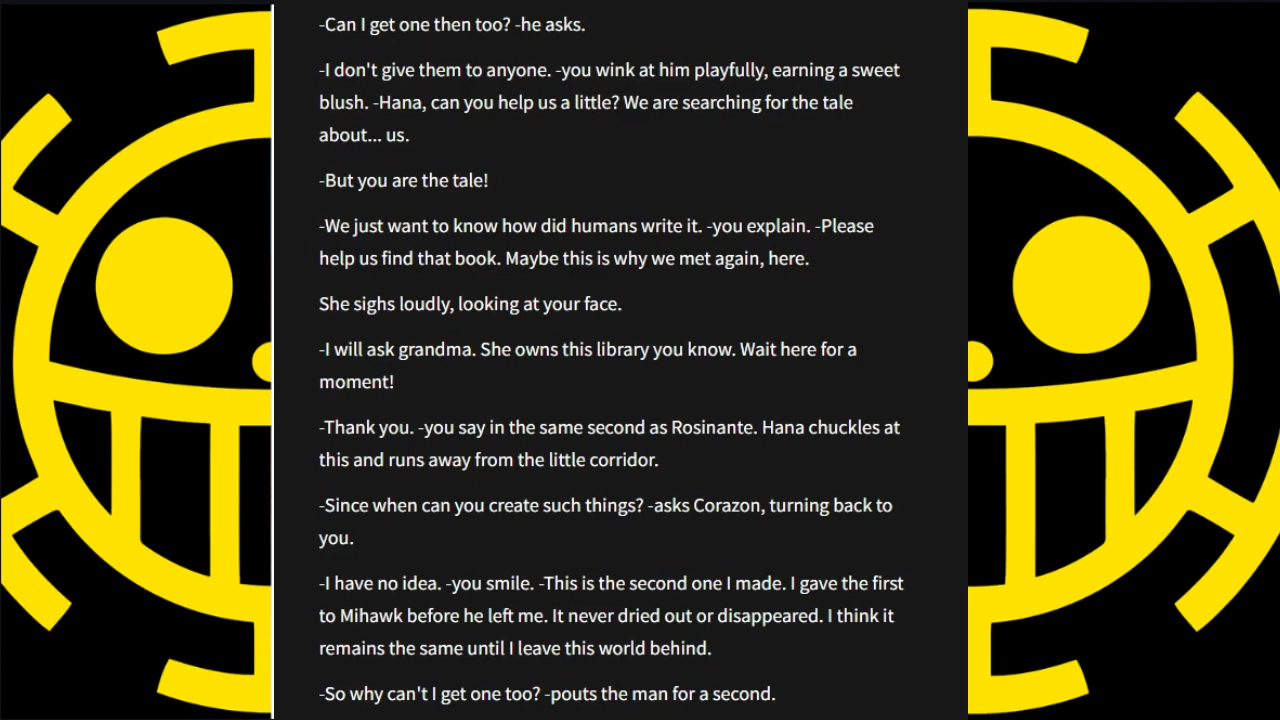 -Can I get one then too? -he asks.
-I don't give them to anyone. -you wink at him playfully, earning a sweet
blush. -Hana, can you help us a little? We are searching for the tale
about... us.
-But you are the tale!
-We just want to know how did humans write it. -you explain. -Please
help us find that book. Maybe this is why we met again, here.
She sighs loudly, looking at your face.
-I will ask grandma. She owns this library you know. Wait here for a
moment!
-Thank you. -you say in the same second as Rosinante. Hana chuckles at
this and runs away from the little corridor.
-Since when can you create such things? -asks Corazon, turning back to
you.
-I have no idea. -you smile. -This is the second one I made. I gave the first
to Mihawk before he left me. It never dried out or disappeared. I think it
remains the same until I leave this world behind.
-So why can't I get one too? -pouts the man for a second.